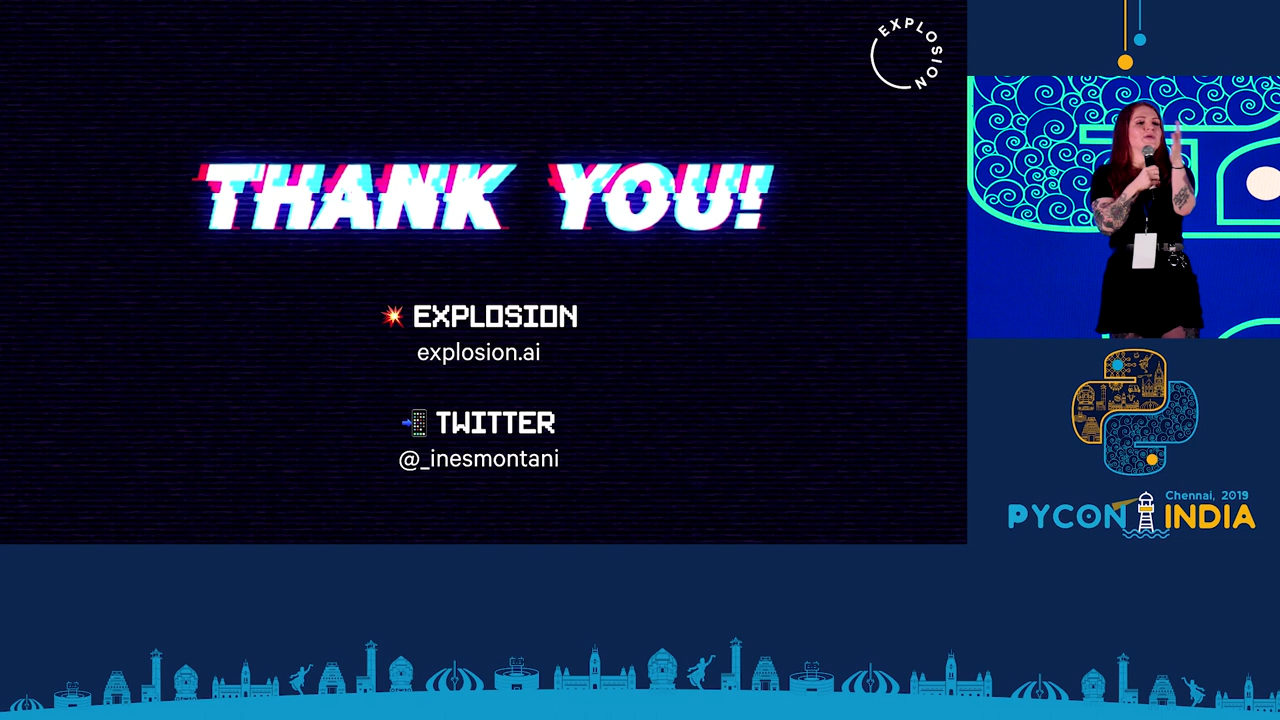 EXPLOSION
THANK YOU!
💥 EXPLOSION
explosion.ai
📲 TWITTER
@_inesmontani
Chennai, 2019
PYCON INDIA